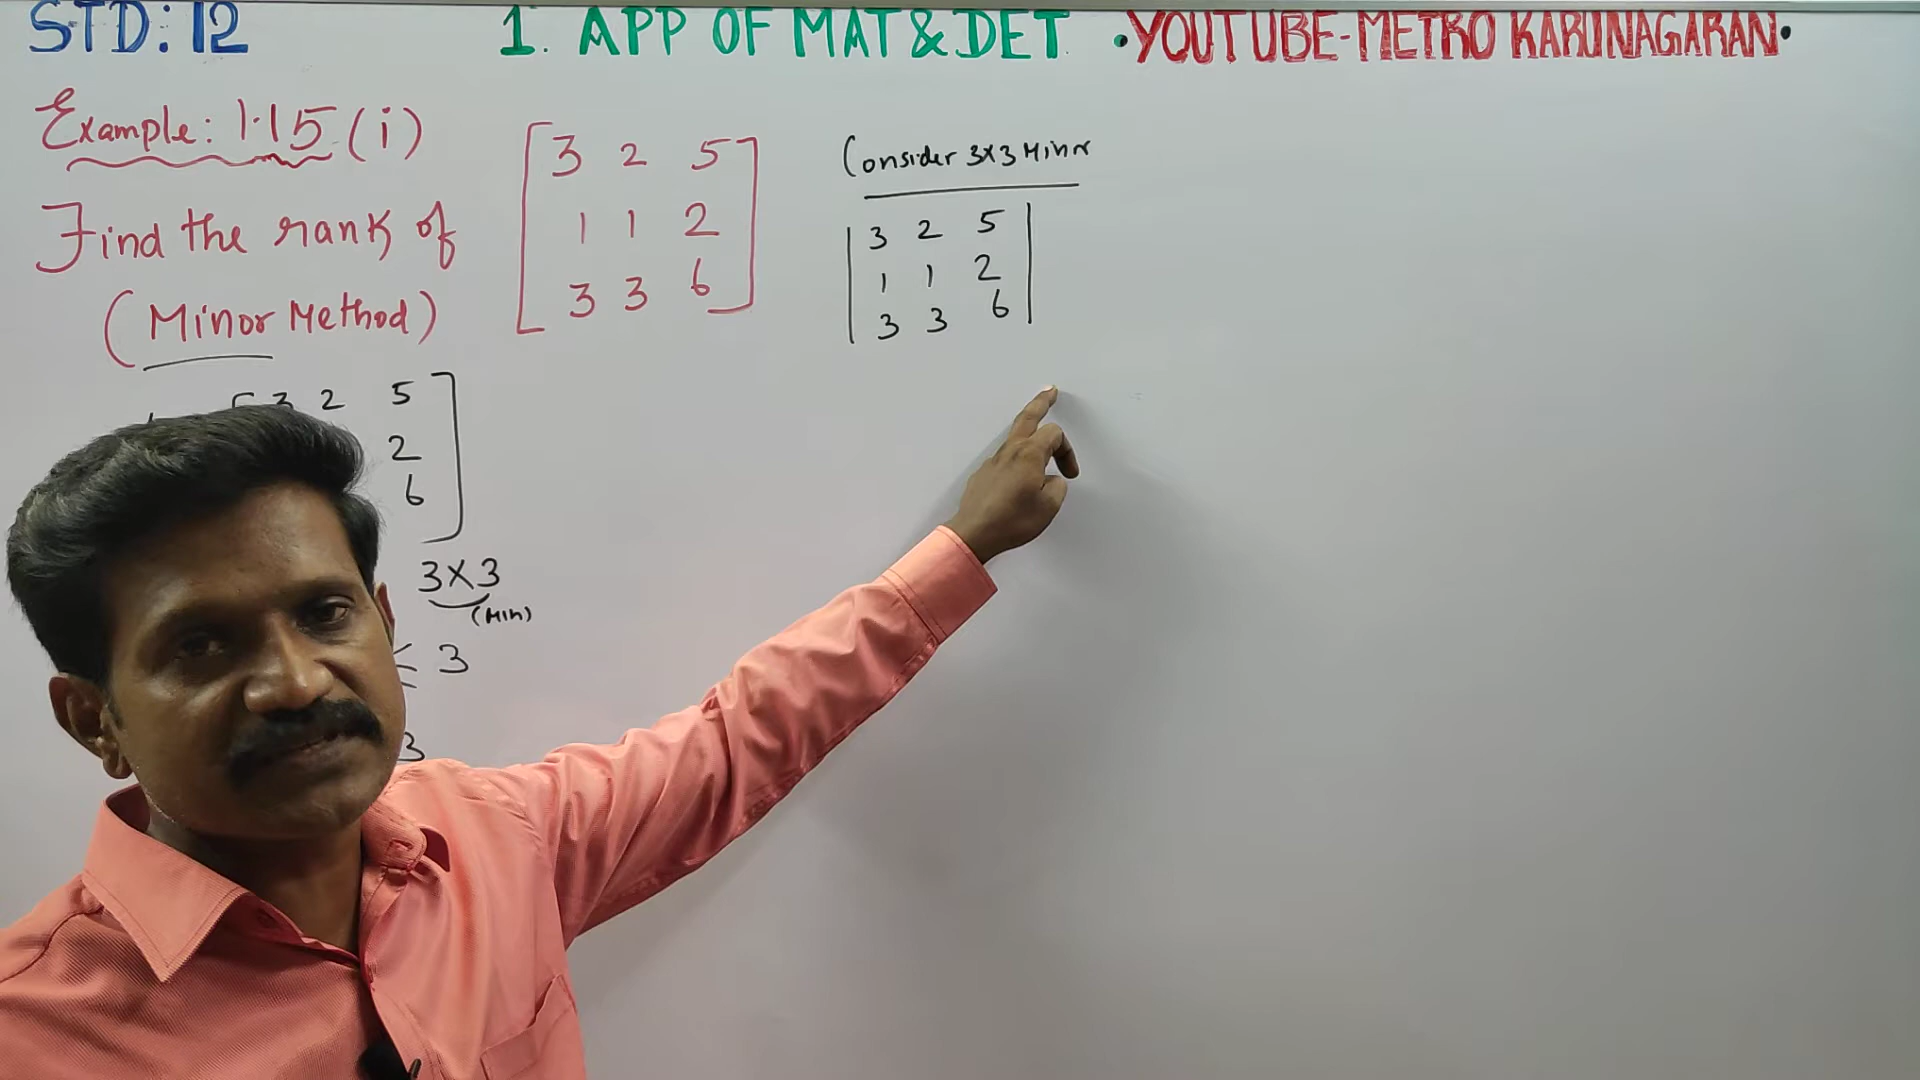 STD: 12
1. APP OF MAT & DET
•YOUTUBE-METRO KARUNAGARAN•
Example: 1.15 (i)
Find the rank of
(Minor Method)
3 2 5
1 1 2
3 3 6
Consider 3×3 Minor
3 2 5
1 1 2
3 3 6
3 2 5
2
6
3×3
(Min)
≤ 3
3